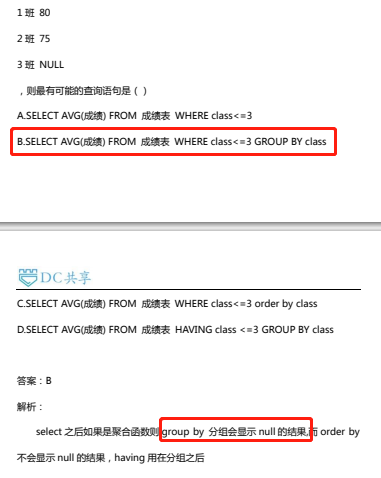 1班 80
2班 75
3班 NULL
，则最有可能的查询语句是（ ）
A.SELECT AVG(成绩) FROM 成绩表 WHERE class<=3
B.SELECT AVG(成绩) FROM 成绩表 WHERE class<=3 GROUP BY class
DC共享
C.SELECT AVG(成绩) FROM 成绩表 WHERE class<=3 order by class
D.SELECT AVG(成绩) FROM 成绩表 HAVING class <=3 GROUP BY class
答案：B
解析：
select 之后如果是聚合函数则 group by 分组会显示 null 的结果,而 order by
不会显示 null 的结果，having 用在分组之后